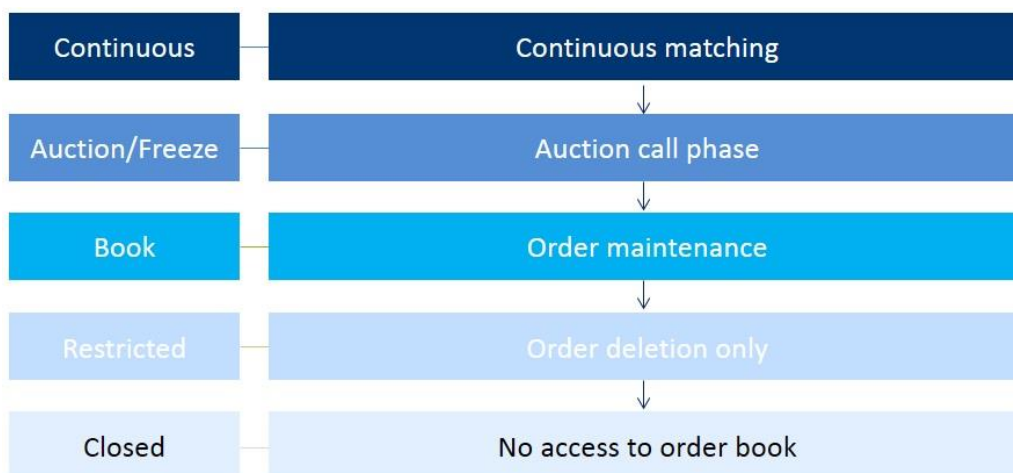 Continuous
Continuous matching
Auction/Freeze
Auction call phase
Book
Order maintenance
Restricted
Order deletion only
Closed
No access to order book